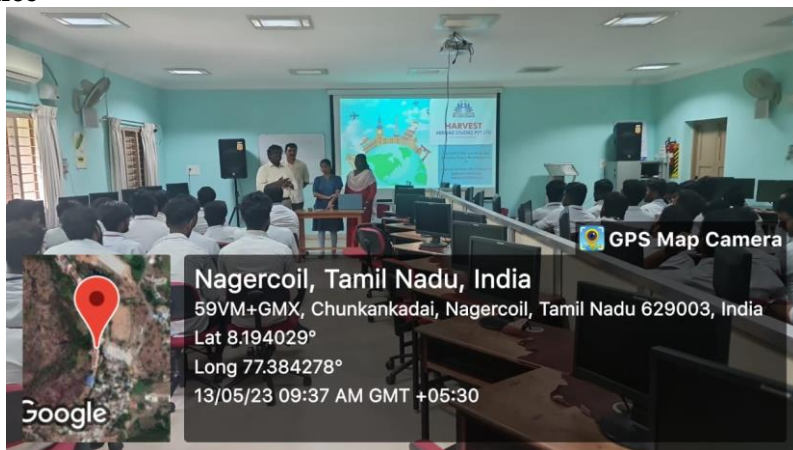 HARVEST
GPS Map Camera
Nagercoil, Tamil Nadu, India
59VM+GMX, Chunkankadai, Nagercoil, Tamil Nadu 629003, India
Lat 8.194029°
Long 77.384278°
13/05/23 09:37 AM GMT +05:30
Google